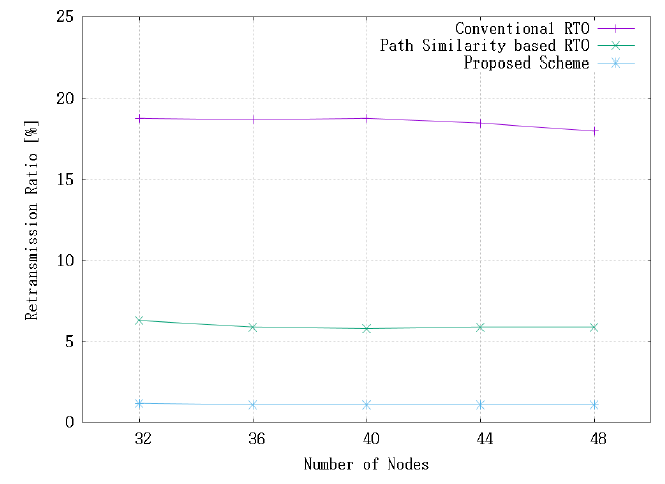 25
20
15
10
5
0
Retransmission Ratio [%]
Conventional RTO
Path Similarity based RTO
Proposed Scheme
32 36 40 44 48
Number of Nodes